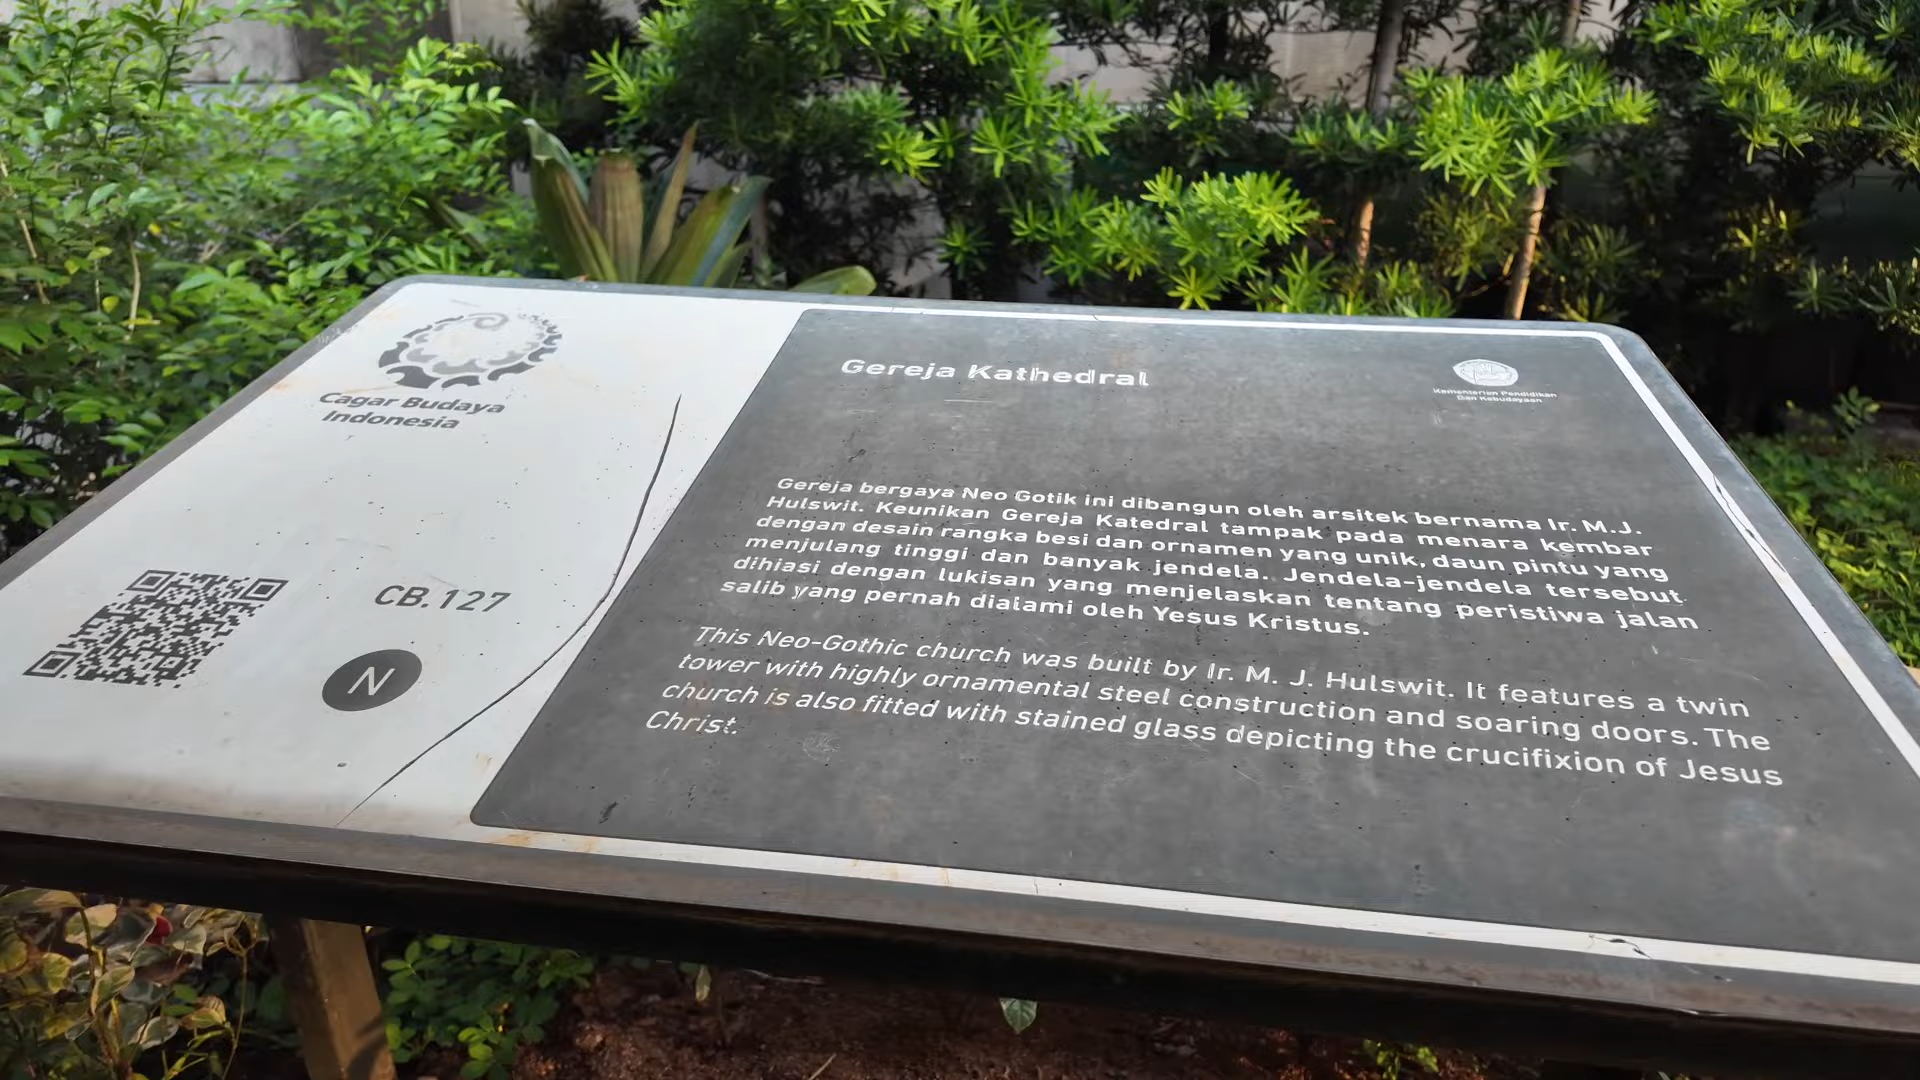 Cagar Budaya
Indonesia
CB.127
N
Gereja Kathedral
Kementerian Pendidikan
Dan Kebudayaan
Gereja bergaya Neo Gotik ini dibangun oleh arsitek bernama Ir. M.J.
Hulswit. Keunikan Gereja Katedral tampak pada menara kembar
dengan desain rangka besi dan ornamen yang unik, daun pintu yang
menjulang tinggi dan banyak jendela. Jendela-jendela tersebut
dihiasi dengan lukisan yang menjelaskan tentang peristiwa jalan
salib yang pernah dialami oleh Yesus Kristus.
This Neo-Gothic church was built by Ir. M. J. Hulswit. It features a twin
tower with highly ornamental steel construction and soaring doors. The
church is also fitted with stained glass depicting the crucifixion of Jesus
Christ.